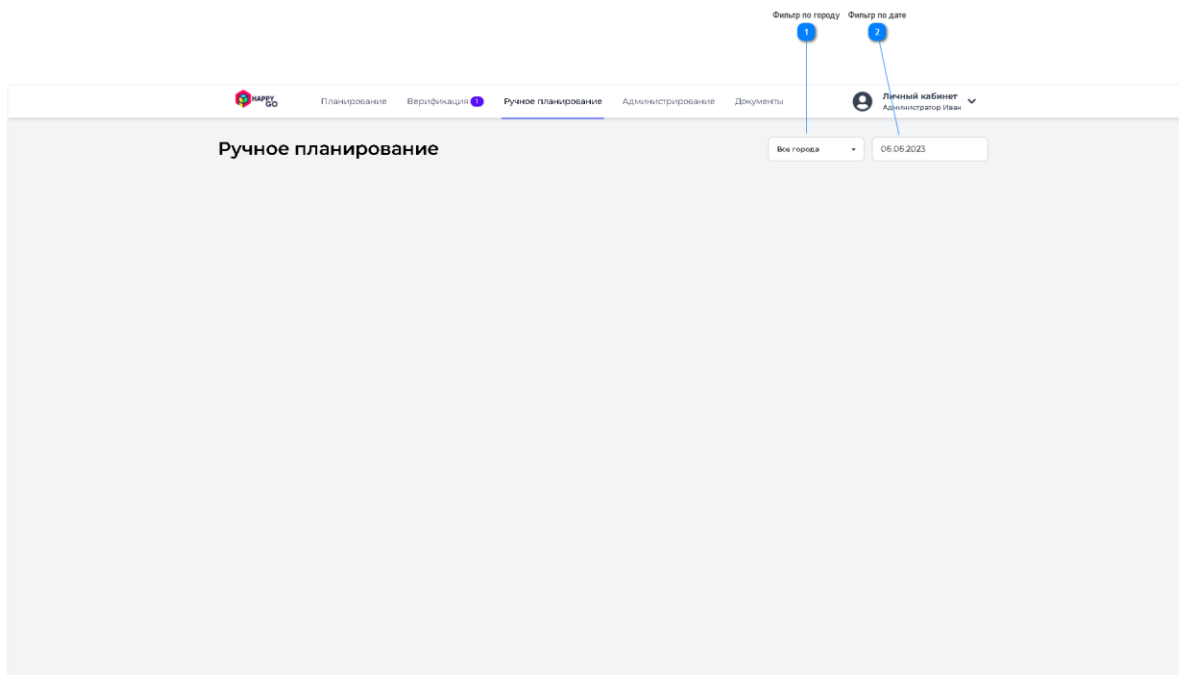 Фильтр по городу Фильтр по дате
1 2
HAPPY GO Планирование Верификация 1 Ручное планирование Администрирование Документы Личный кабинет
Администратор Иван
Ручное планирование Все города 06.06.2023